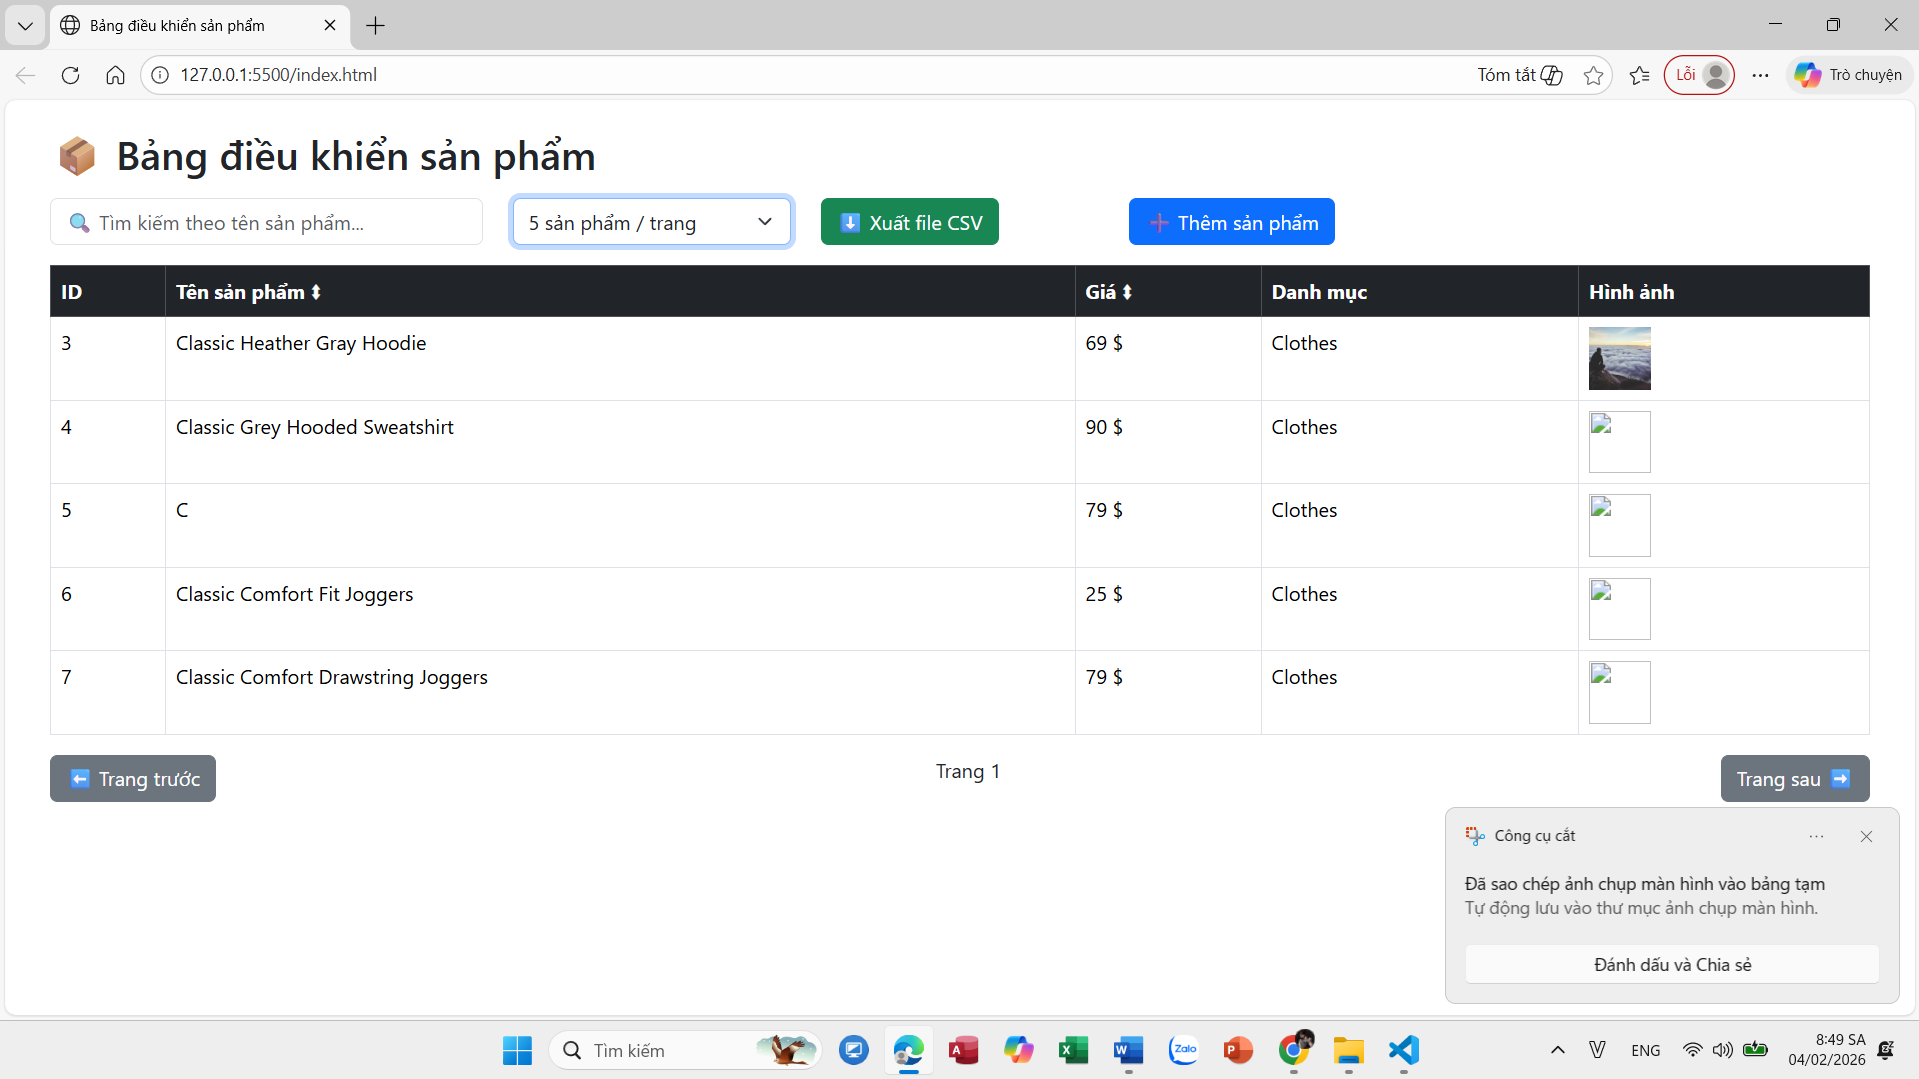 Bảng điều khiển sản phẩm
127.0.0.1:5500/index.html
Tóm tắt
Lỗi
Trò chuyện
Bảng điều khiển sản phẩm
Tìm kiếm theo tên sản phẩm...
5 sản phẩm / trang
Xuất file CSV
Thêm sản phẩm
ID Tên sản phẩm Giá Danh mục Hình ảnh
3 Classic Heather Gray Hoodie 69 $ Clothes
4 Classic Grey Hooded Sweatshirt 90 $ Clothes
5 C 79 $ Clothes
6 Classic Comfort Fit Joggers 25 $ Clothes
7 Classic Comfort Drawstring Joggers 79 $ Clothes
Trang trước
Trang 1
Trang sau
Công cụ cắt
Đã sao chép ảnh chụp màn hình vào bảng tạm
Tự động lưu vào thư mục ảnh chụp màn hình.
Đánh dấu và Chia sẻ
Tìm kiếm
Zalo
V
ENG
8:49 SA
04/02/2026